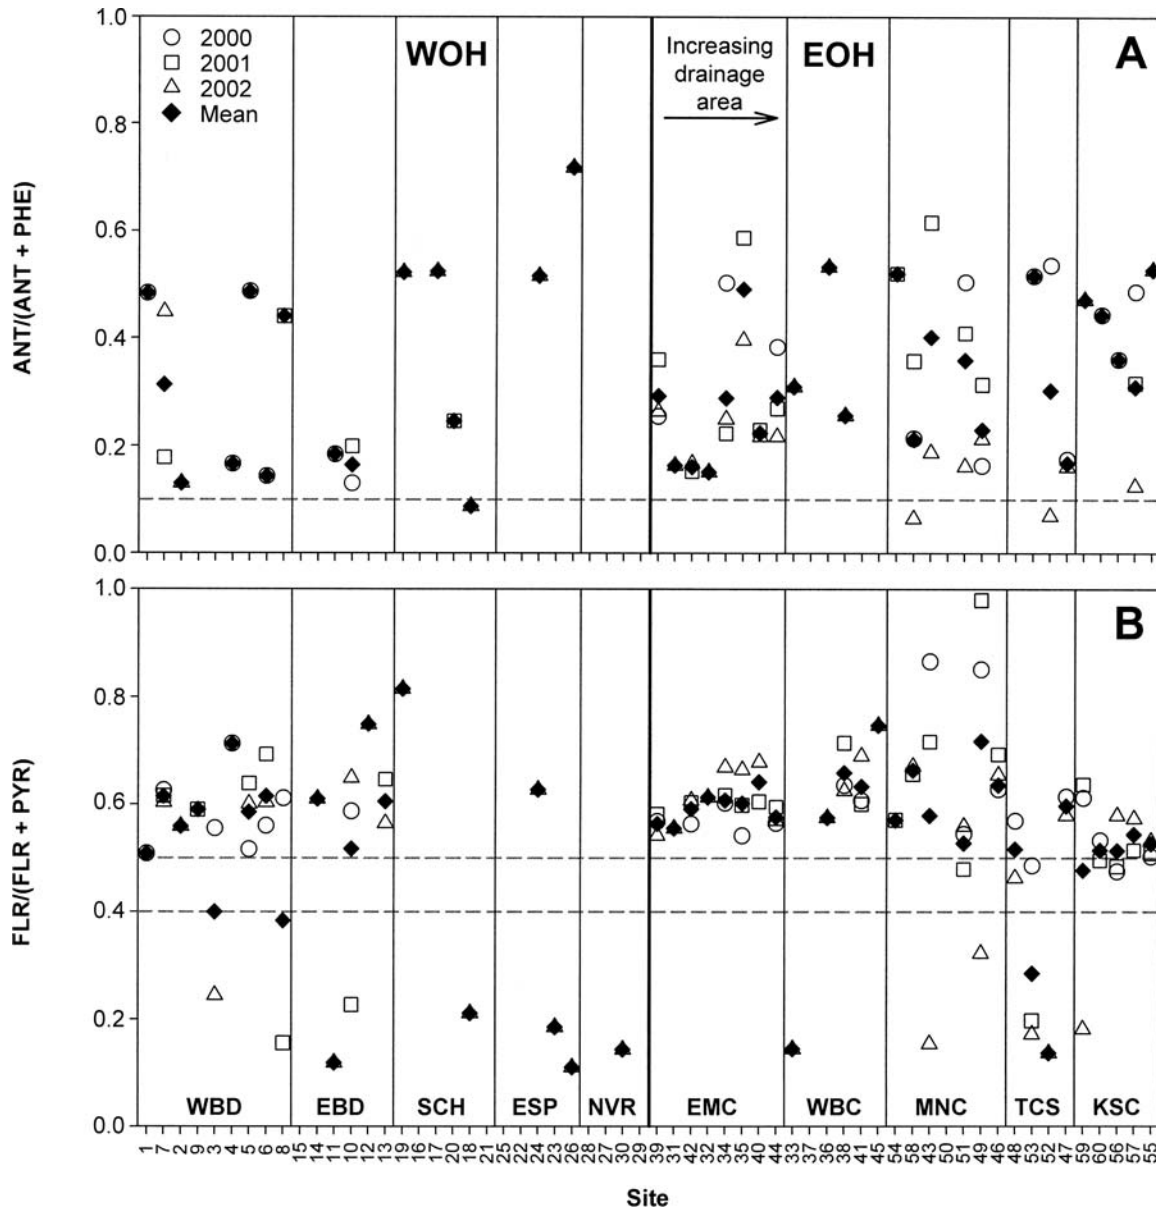 1.0
0.8
0.6
0.4
0.2
0.0
ANT/(ANT + PHE)
2000
2001
2002
Mean
WOH
Increasing
drainage
area
EOH
A
1.0
0.8
0.6
0.4
0.2
0.0
FLR/(FLR + PYR)
B
WBD EBD SCH ESP NVR EMC WBC MNC TCS KSC
1 7 2 9 3 4 5 6 8 15 14 11 10 12 13 19 16 17 20 18 21 25 22 24 23 26 28 27 30 29 39 31 42 32 34 35 40 44 33 37 36 38 41 45 54 58 43 50 51 49 46 48 53 52 47 59 60 56 57 55
Site